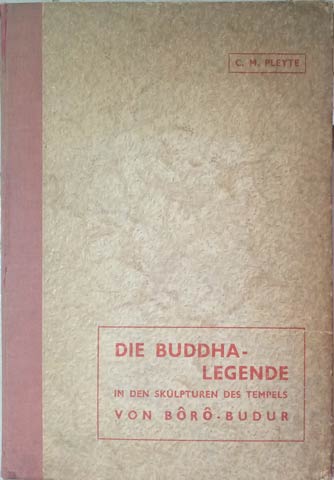 C. M. PLEYTE
DIE BUDDHA-
LEGENDE
IN DEN SKULPTUREN DES TEMPELS
VON BÔRÔ-BUDUR